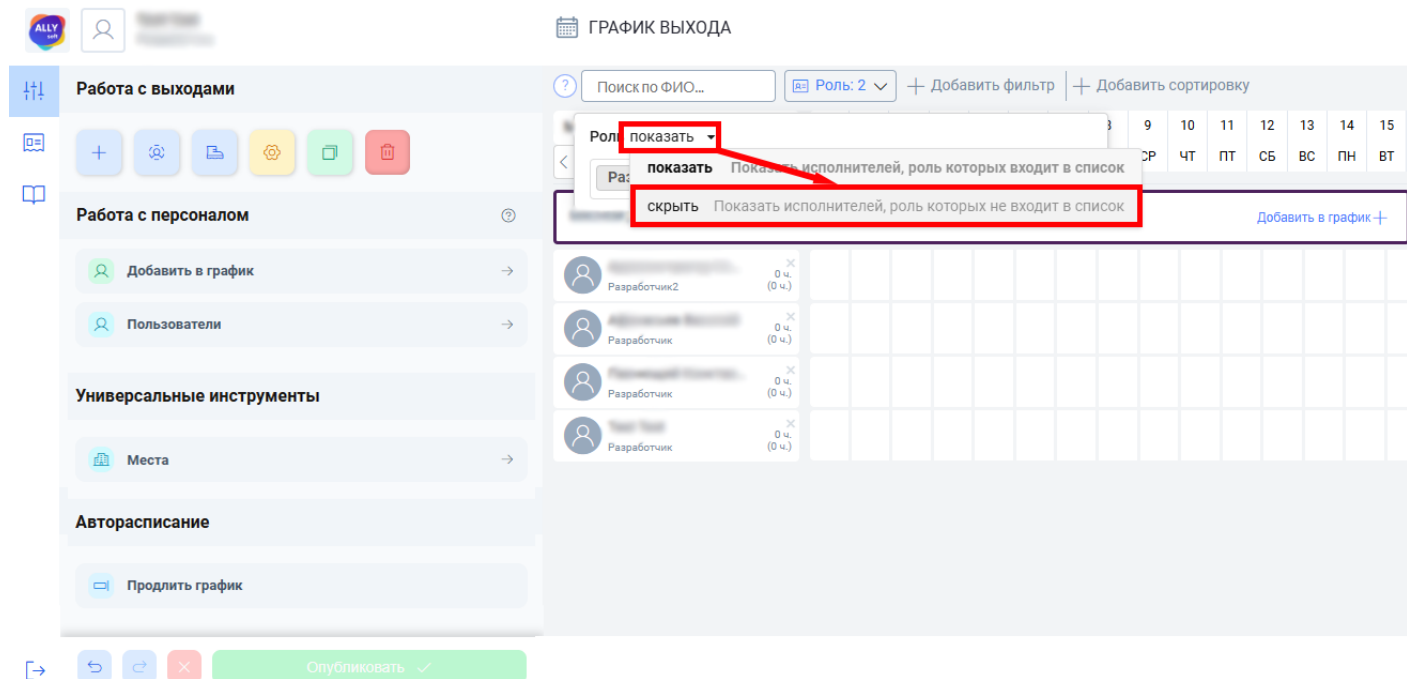 ALLY
soft
ГРАФИК ВЫХОДА
Работа с выходами
? Поиск по ФИО... Роль: 2 Добавить фильтр Добавить сортировку
9 10 11 12 13 14 15
СР ЧТ ПТ СБ ВС ПН ВТ
показать
показать Показать исполнителей, роль которых входит в список
скрыть Показать исполнителей, роль которых не входит в список
Добавить в график
Работа с персоналом ?
Добавить в график
Пользователи
Универсальные инструменты
Места
Авторасписание
Продлить график
Разработчик2
0 ч.
(0 ч.)
Разработчик
0 ч.
(0 ч.)
Разработчик
0 ч.
(0 ч.)
Разработчик
0 ч.
(0 ч.)
Опубликовать